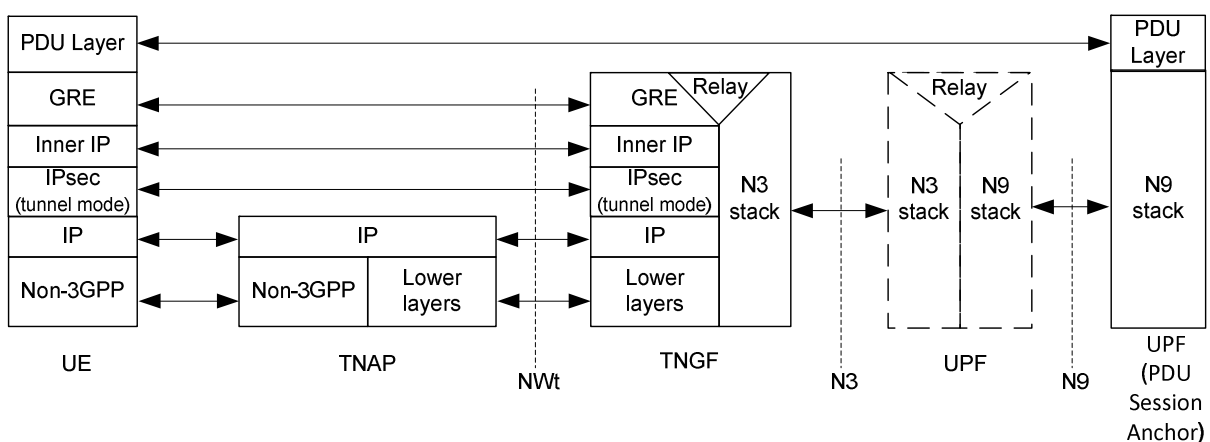 PDU Layer
GRE
Inner IP
IPsec
(tunnel mode)
IP
Non-3GPP
UE
IP
Non-3GPP
Lower
layers
TNAP
NWt
GRE
Relay
Inner IP
IPsec
(tunnel mode)
IP
Lower
layers
N3
stack
TNGF
N3
Relay
N3
stack
N9
stack
UPF
N9
PDU
Layer
N9
stack
UPF
(PDU
Session
Anchor)